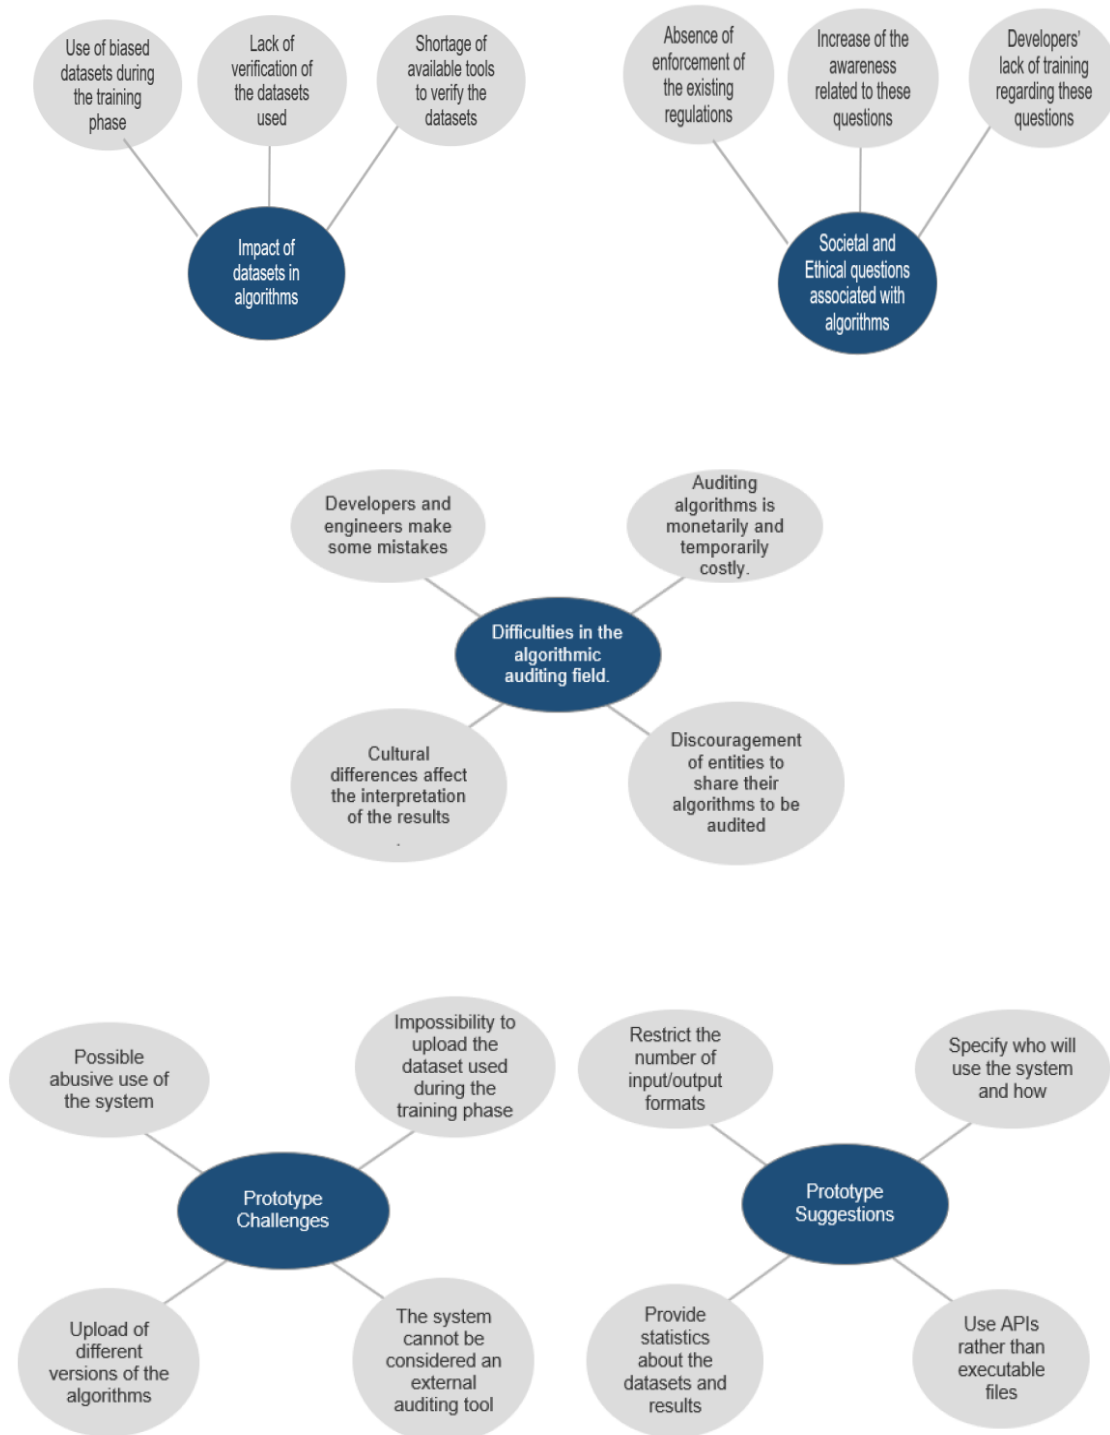 Use of biased
datasets during
the training
phase
Lack of
verification of
the datasets
used
Shortage of
available tools
to verify the
datasets
Impact of
datasets in
algorithms
Absence of
enforcement of
the existing
regulations
Increase of the
awareness
related to these
questions
Developers'
lack of training
regarding these
questions
Societal and
Ethical questions
associated with
algorithms
Developers and
engineers make
some mistakes
Auditing
algorithms is
monetarily and
temporarily
costly.
Difficulties in the
algorithmic
auditing field.
Cultural
differences affect
the interpretation
of the results
.
Discouragement
of entities to
share their
algorithms to be
audited
Possible
abusive use of
the system
Impossibility to
upload the
dataset used
during the
training phase
Prototype
Challenges
Upload of
different
versions of the
algorithms
The system
cannot be
considered an
external
auditing tool
Restrict the
number of
input/output
formats
Specify who will
use the system
and how
Prototype
Suggestions
Provide
statistics
about the
datasets and
results
Use APIs
rather than
executable
files